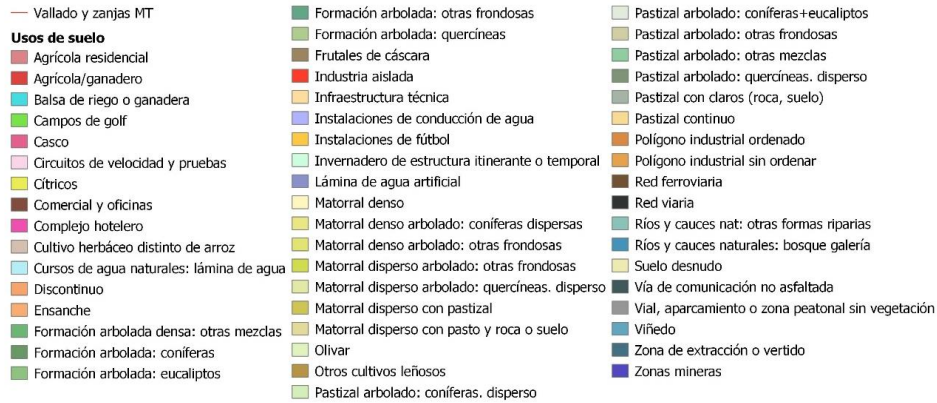 Vallado y zanjas MT
Usos de suelo
Agrícola residencial
Agrícola/ganadero
Balsa de riego o ganadera
Campos de golf
Casco
Circuitos de velocidad y pruebas
Cítricos
Comercial y oficinas
Complejo hotelero
Cultivo herbáceo distinto de arroz
Cursos de agua naturales: lámina de agua
Discontinuo
Ensanche
Formación arbolada densa: otras mezclas
Formación arbolada: coníferas
Formación arbolada: eucaliptos
Formación arbolada: otras frondosas
Formación arbolada: quercíneas
Frutales de cáscara
Industria aislada
Infraestructura técnica
Instalaciones de conducción de agua
Instalaciones de fútbol
Invernadero de estructura itinerante o temporal
Lámina de agua artificial
Matorral denso
Matorral denso arbolado: coníferas dispersas
Matorral denso arbolado: otras frondosas
Matorral disperso arbolado: otras frondosas
Matorral disperso arbolado: quercíneas. disperso
Matorral disperso con pastizal
Matorral disperso con pasto y roca o suelo
Olivar
Otros cultivos leñosos
Pastizal arbolado: coníferas. disperso
Pastizal arbolado: coníferas+eucaliptos
Pastizal arbolado: otras frondosas
Pastizal arbolado: otras mezclas
Pastizal arbolado: quercíneas. disperso
Pastizal con claros (roca, suelo)
Pastizal continuo
Polígono industrial ordenado
Polígono industrial sin ordenar
Red ferroviaria
Red viaria
Ríos y cauces nat: otras formas riparias
Ríos y cauces naturales: bosque galería
Suelo desnudo
Vía de comunicación no asfaltada
Vial, aparcamiento o zona peatonal sin vegetación
Viñedo
Zona de extracción o vertido
Zonas mineras